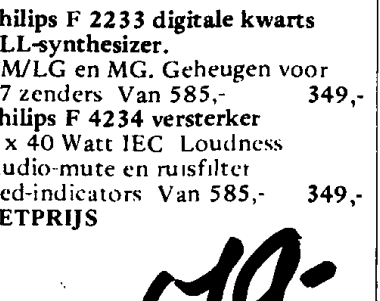 hilips F 2233 digitale kwarts
LL-synthesizer.
M/LG en MG. Geheugen voor
7 zenders Van 585,- 349,-
hilips F 4234 versterker
x 40 Watt IEC Loudness
udio-mute en ruisfilter
ed-indicators Van 585,- 349,-
ETPRIJS